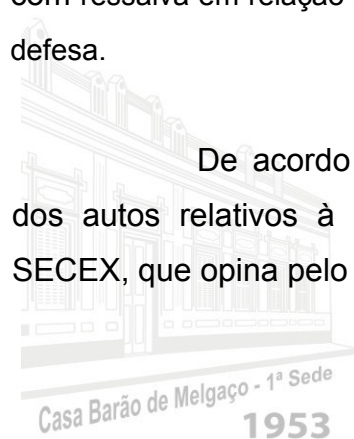 com ressalva em relação
defesa.
De acordo
dos autos relativos à
SECEX, que opina pelo
Casa Barão de Melgaço - 1ª Sede
1953